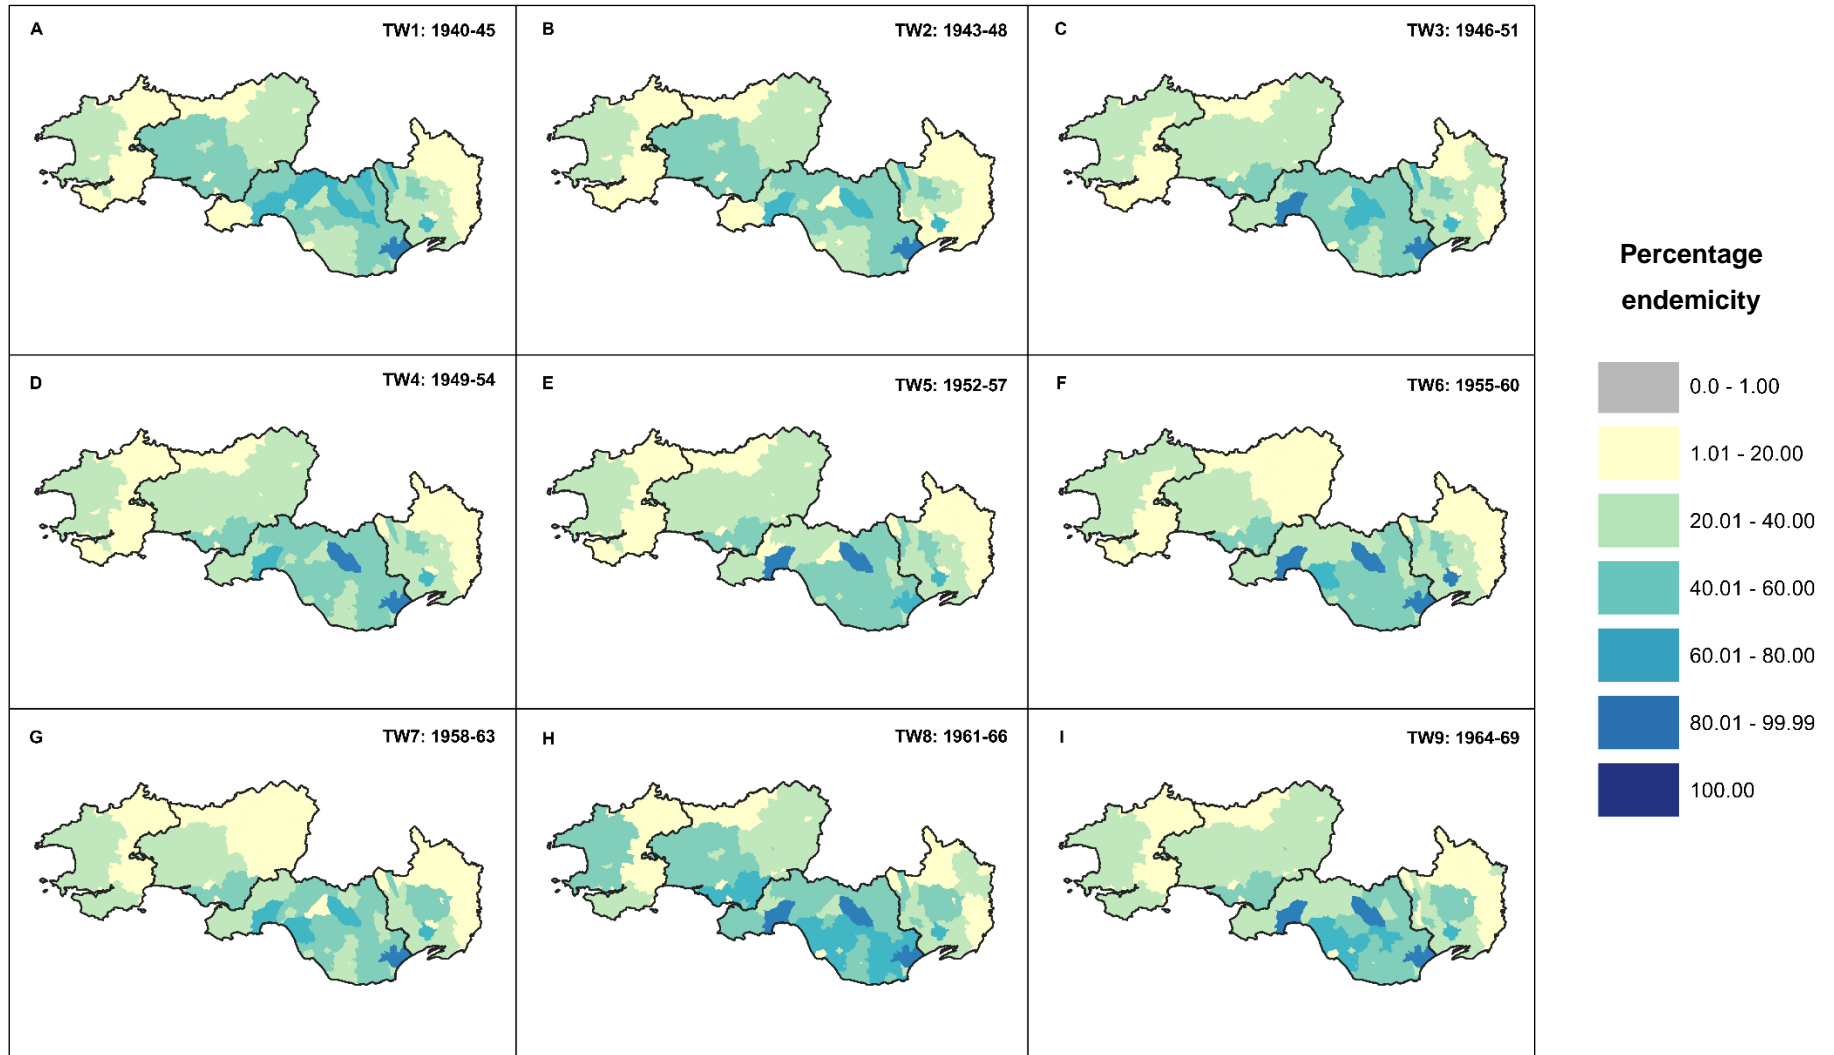 A
TW1: 1940-45
B
TW2: 1943-48
C
TW3: 1946-51
D
TW4: 1949-54
E
TW5: 1952-57
F
TW6: 1955-60
G
TW7: 1958-63
H
TW8: 1961-66
I
TW9: 1964-69
Percentage
endemicity
0.0 - 1.00
1.01 - 20.00
20.01 - 40.00
40.01 - 60.00
60.01 - 80.00
80.01 - 99.99
100.00